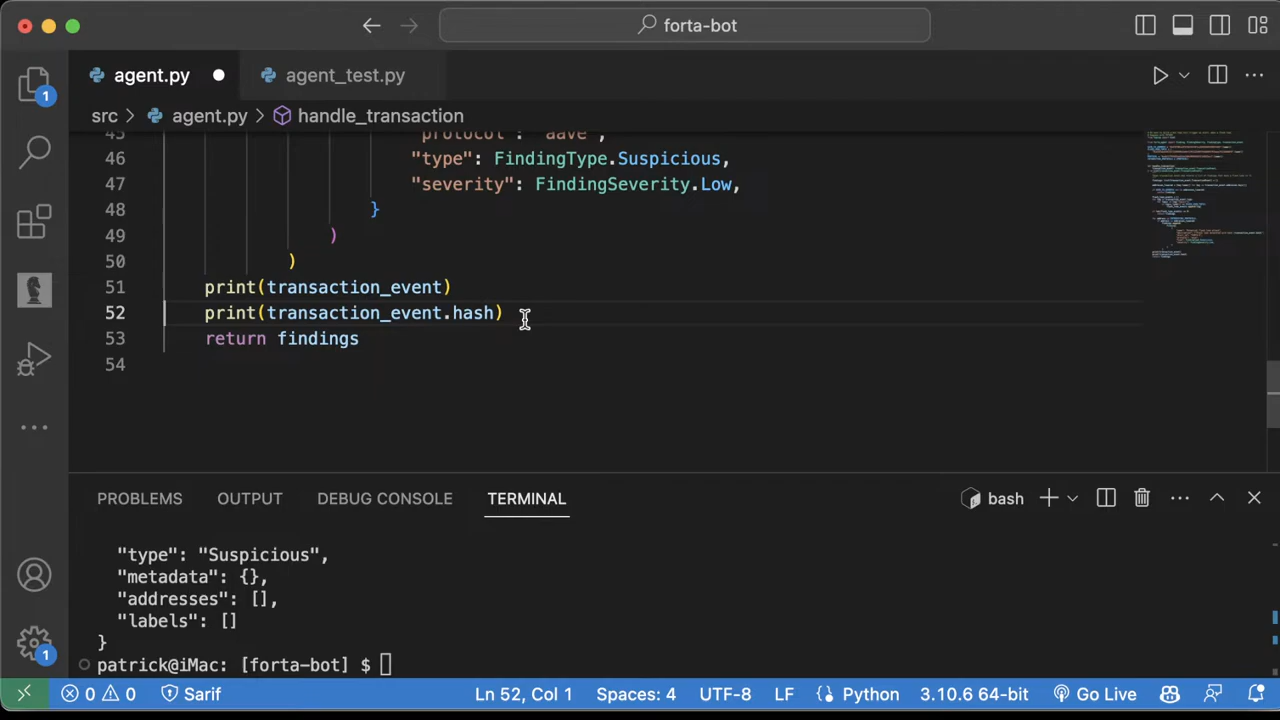 forta-bot
agent.py
agent_test.py
1
src > agent.py > handle_transaction
45 "protocol": "aave",
46 "type": FindingType.Suspicious,
47 "severity": FindingSeverity.Low,
48 }
49 )
50 )
51 print(transaction_event)
52 print(transaction_event.hash)
53 return findings
54
PROBLEMS OUTPUT DEBUG CONSOLE TERMINAL bash
"type": "Suspicious",
"metadata": {},
"addresses": [],
"labels": []
}
patrick@iMac: [forta-bot] $
1
0 0 Sarif Ln 52, Col 1 Spaces: 4 UTF-8 LF Python 3.10.6 64-bit Go Live